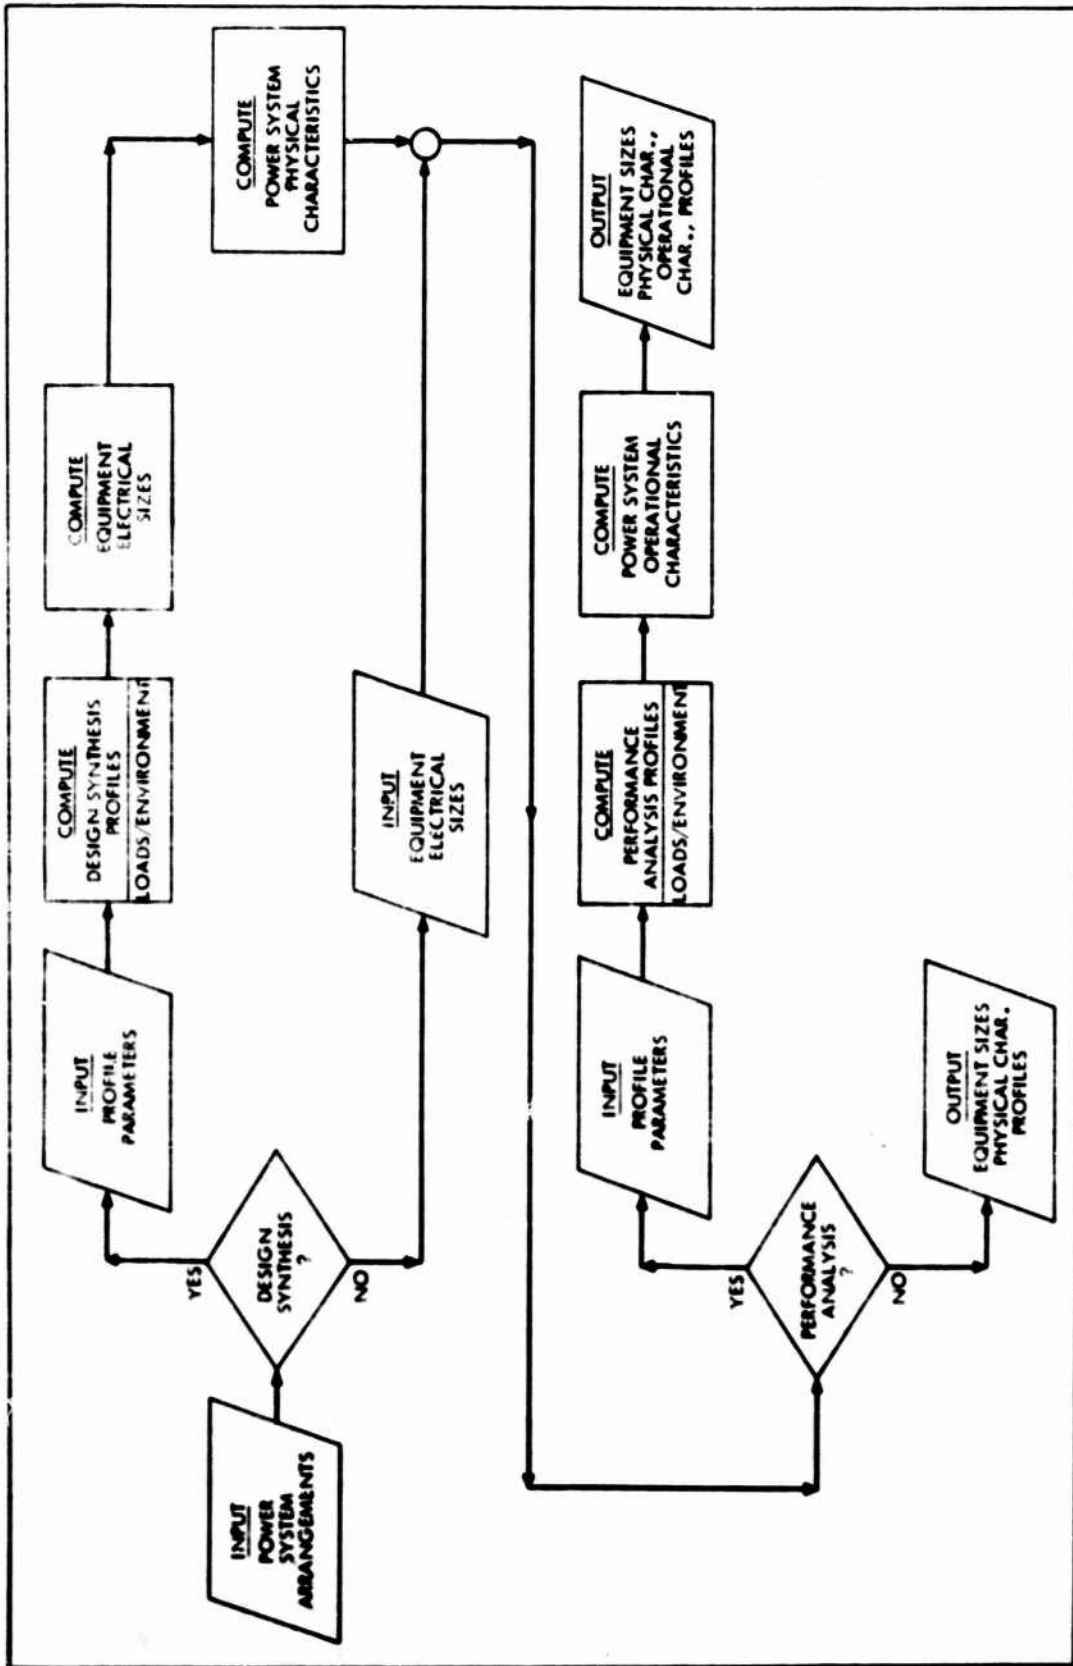 INPUT
POWER
SYSTEM
ARRANGEMENTS
DESIGN
SYNTHESIS
?
YES
NO
INPUT
PROFILE
PARAMETERS
COMPUTE
DESIGN SYNTHESIS
PROFILES
LOADS/ENVIRONMENT
COMPUTE
EQUIPMENT
ELECTRICAL
SIZES
COMPUTE
POWER SYSTEM
PHYSICAL
CHARACTERISTICS
INPUT
EQUIPMENT
ELECTRICAL
SIZES
PERFORMANCE
ANALYSIS
?
YES
NO
INPUT
PROFILE
PARAMETERS
COMPUTE
PERFORMANCE
ANALYSIS PROFILES
LOADS/ENVIRONMENT
COMPUTE
POWER SYSTEM
OPERATIONAL
CHARACTERISTICS
OUTPUT
EQUIPMENT SIZES
PHYSICAL CHAR.,
OPERATIONAL
CHAR., PROFILES
OUTPUT
EQUIPMENT SIZES
PHYSICAL CHAR.
PROFILES